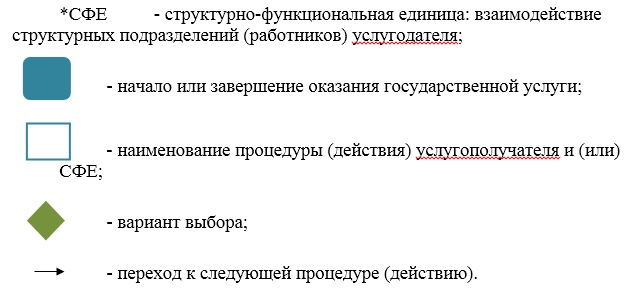 *СФЕ - структурно-функциональная единица: взаимодействие
структурных подразделений (работников) услугодателя;
- начало или завершение оказания государственной услуги;
- наименование процедуры (действия) услугополучателя и (или)
СФЕ;
- вариант выбора;
- переход к следующей процедуре (действию).